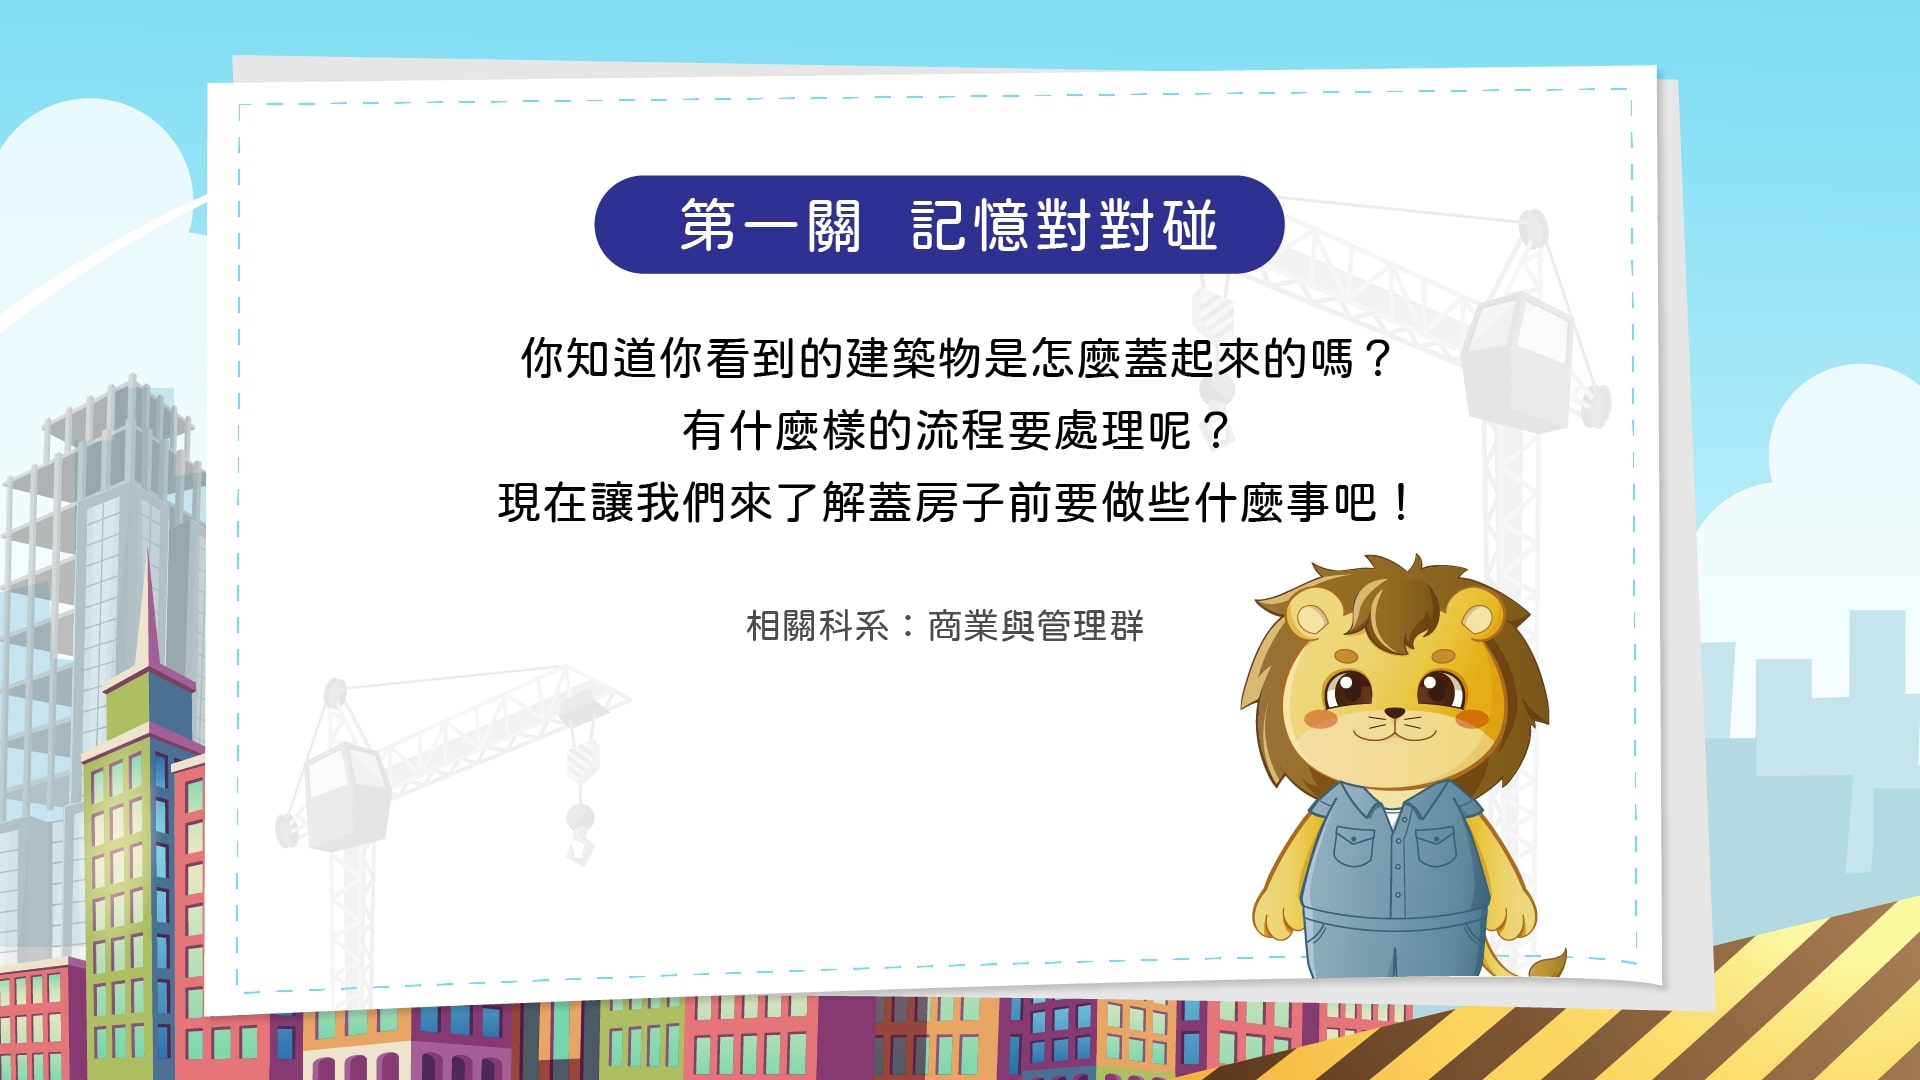 第一關 記憶對對碰
你知道你看到的建築物是怎麼蓋起來的嗎？
有什麼樣的流程要處理呢？
現在讓我們來了解蓋房子前要做些什麼事吧！
相關科系：商業與管理群